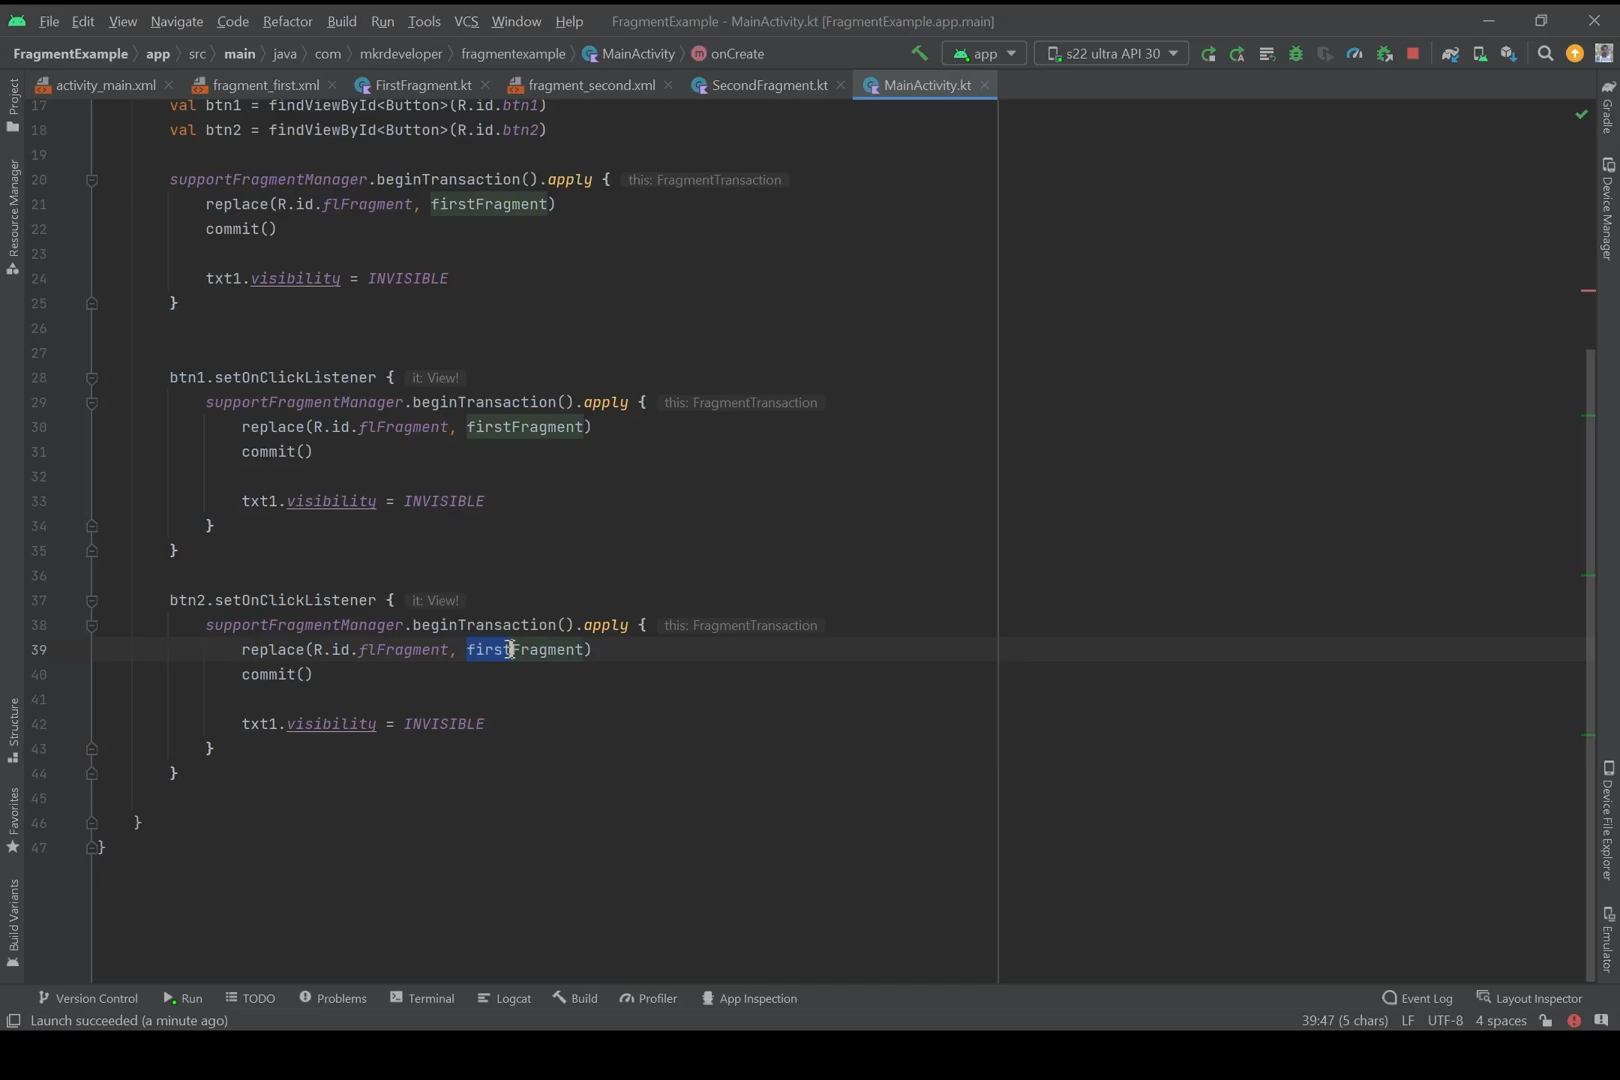 File Edit View Navigate Code Refactor Build Run Tools VCS Window Help FragmentExample - MainActivity.kt [FragmentExample.app.main]
FragmentExample app src main java com mkrdeveloper fragmentexample MainActivity onCreate app s22 ultra API 30
activity_main.xml fragment_first.xml FirstFragment.kt fragment_second.xml SecondFragment.kt MainActivity.kt
17 val btn1 = findViewById<Button>(R.id.btn1)
18 val btn2 = findViewById<Button>(R.id.btn2)
19
20 supportFragmentManager.beginTransaction().apply { this: FragmentTransaction
21 replace(R.id.flFragment, firstFragment)
22 commit()
23
24 txt1.visibility = INVISIBLE
25 }
26
27
28 btn1.setOnClickListener { it: View!
29 supportFragmentManager.beginTransaction().apply { this: FragmentTransaction
30 replace(R.id.flFragment, firstFragment)
31 commit()
32
33 txt1.visibility = INVISIBLE
34 }
35 }
36
37 btn2.setOnClickListener { it: View!
38 supportFragmentManager.beginTransaction().apply { this: FragmentTransaction
39 replace(R.id.flFragment, firstFragment)
40 commit()
41
42 txt1.visibility = INVISIBLE
43 }
44 }
45
46 }
47 }
Project
Resource Manager
Structure
Favorites
Build Variants
Gradle
Device Manager
Device File Explorer
Emulator
Version Control Run TODO Problems Terminal Logcat Build Profiler App Inspection Event Log Layout Inspector
Launch succeeded (a minute ago) 39:47 (5 chars) LF UTF-8 4 spaces